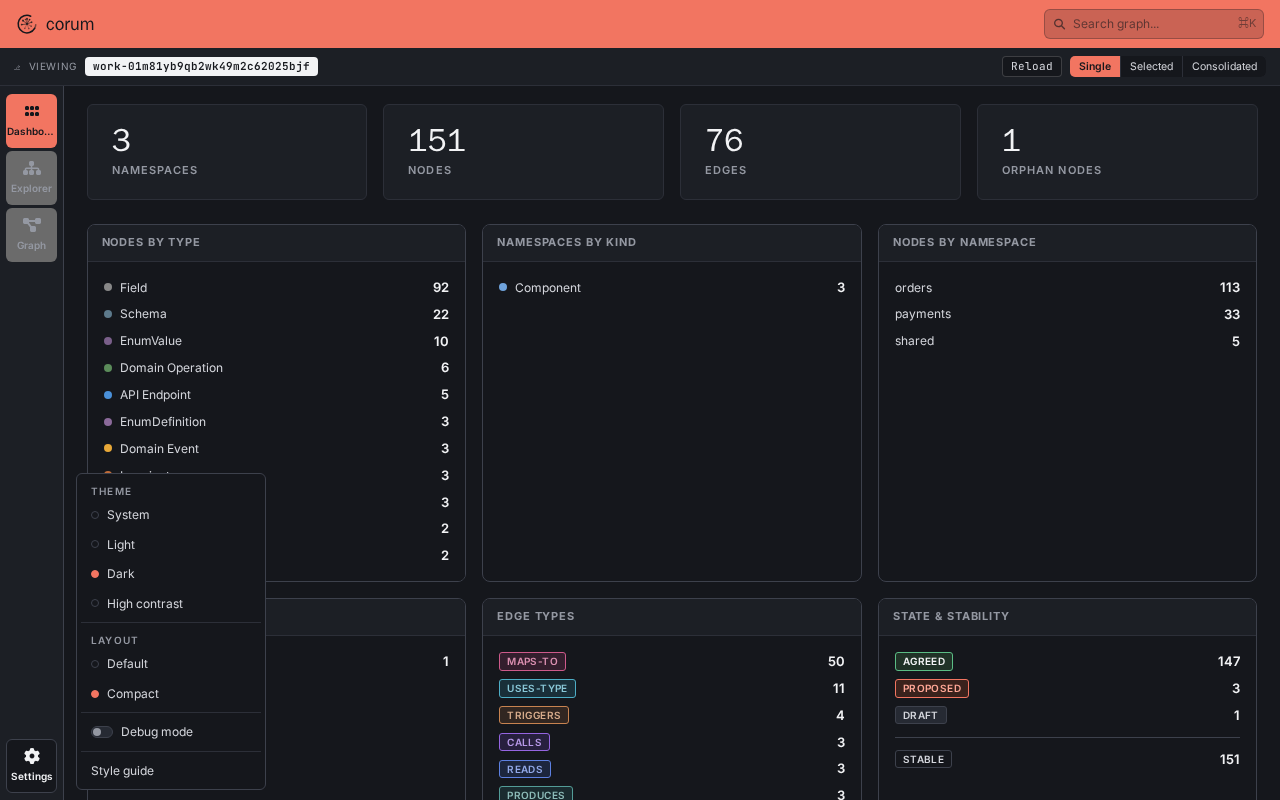 corum
Search graph... ⌘K
VIEWING work-01m81yb9qb2wk49m2c62025bjf
Reload Single Selected Consolidated
Dashbo...
Explorer
Graph
3
NAMESPACES
151
NODES
76
EDGES
1
ORPHAN NODES
NODES BY TYPE
Field 92
Schema 22
EnumValue 10
Domain Operation 6
API Endpoint 5
EnumDefinition 3
Domain Event 3
3
3
2
2
NAMESPACES BY KIND
Component 3
NODES BY NAMESPACE
orders 113
payments 33
shared 5
THEME
System
Light
Dark
High contrast
LAYOUT
Default
Compact
Debug mode
Style guide
Settings
1
EDGE TYPES
MAPS-TO 50
USES-TYPE 11
TRIGGERS 4
CALLS 3
READS 3
PRODUCES 3
STATE & STABILITY
AGREED 147
PROPOSED 3
DRAFT 1
STABLE 151